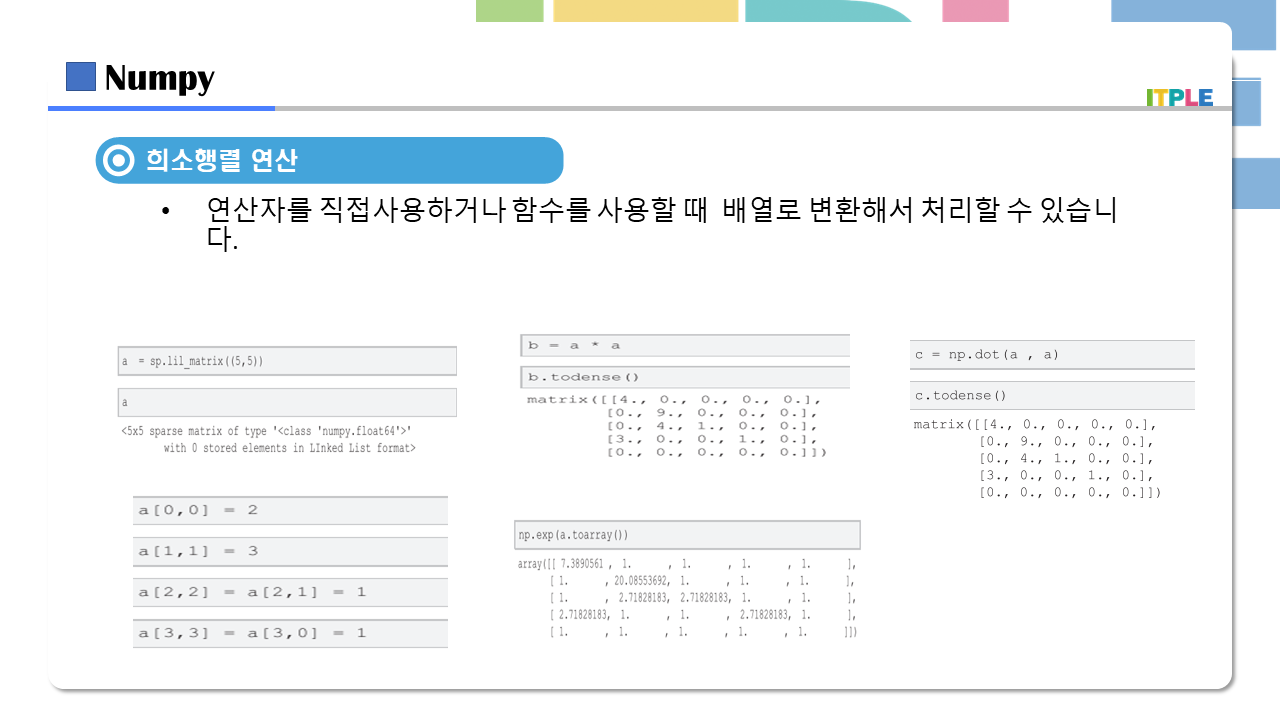 Numpy
ITPLE
희소행렬 연산
• 연산자를 직접사용하거나 함수를 사용할 때 배열로 변환해서 처리할 수 있습니
다.
a = sp.lil_matrix((5,5))
a
<5x5 sparse matrix of type '<class 'numpy.float64'>'
with 0 stored elements in LInked List format>
a[0,0] = 2
a[1,1] = 3
a[2,2] = a[2,1] = 1
a[3,3] = a[3,0] = 1
b = a * a
b.todense()
matrix([[4., 0., 0., 0., 0.],
[0., 9., 0., 0., 0.],
[0., 4., 1., 0., 0.],
[3., 0., 0., 1., 0.],
[0., 0., 0., 0., 0.]])
np.exp(a.toarray())
array([[ 7.3890561 , 1. , 1. , 1. , 1. ],
[ 1. , 20.08553692, 1. , 1. , 1. ],
[ 1. , 2.71828183, 2.71828183, 1. , 1. ],
[ 2.71828183, 1. , 1. , 2.71828183, 1. ],
[ 1. , 1. , 1. , 1. , 1. ]])
c = np.dot(a , a)
c.todense()
matrix([[4., 0., 0., 0., 0.],
[0., 9., 0., 0., 0.],
[0., 4., 1., 0., 0.],
[3., 0., 0., 1., 0.],
[0., 0., 0., 0., 0.]])